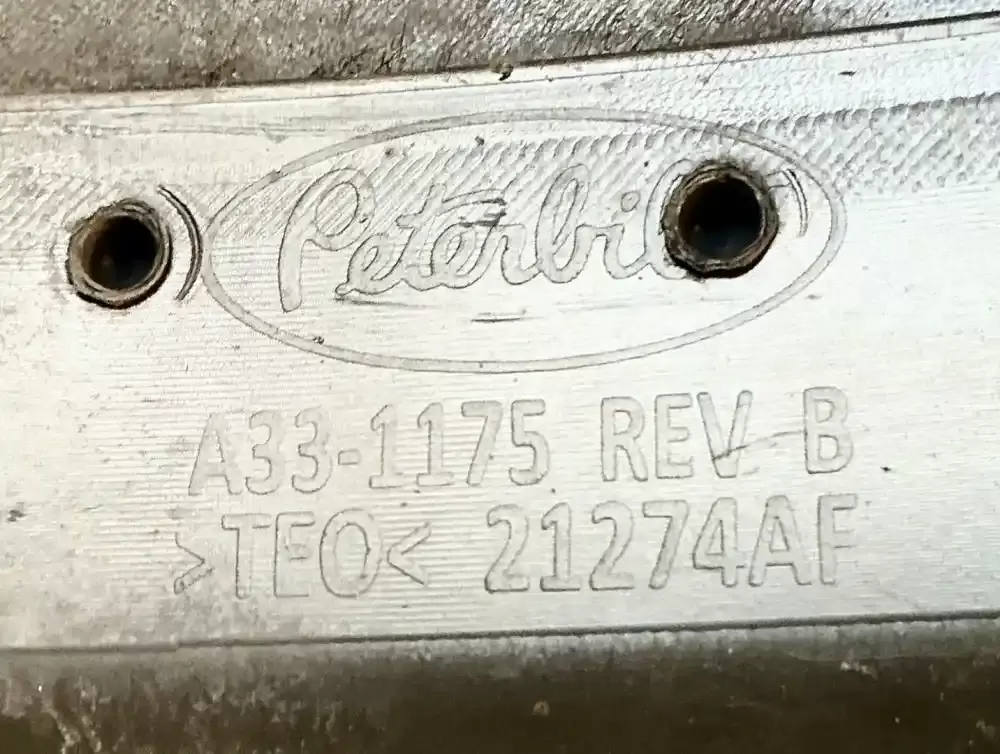 Peterbilt
A33-1175 REV B
>TEO< 21274AF